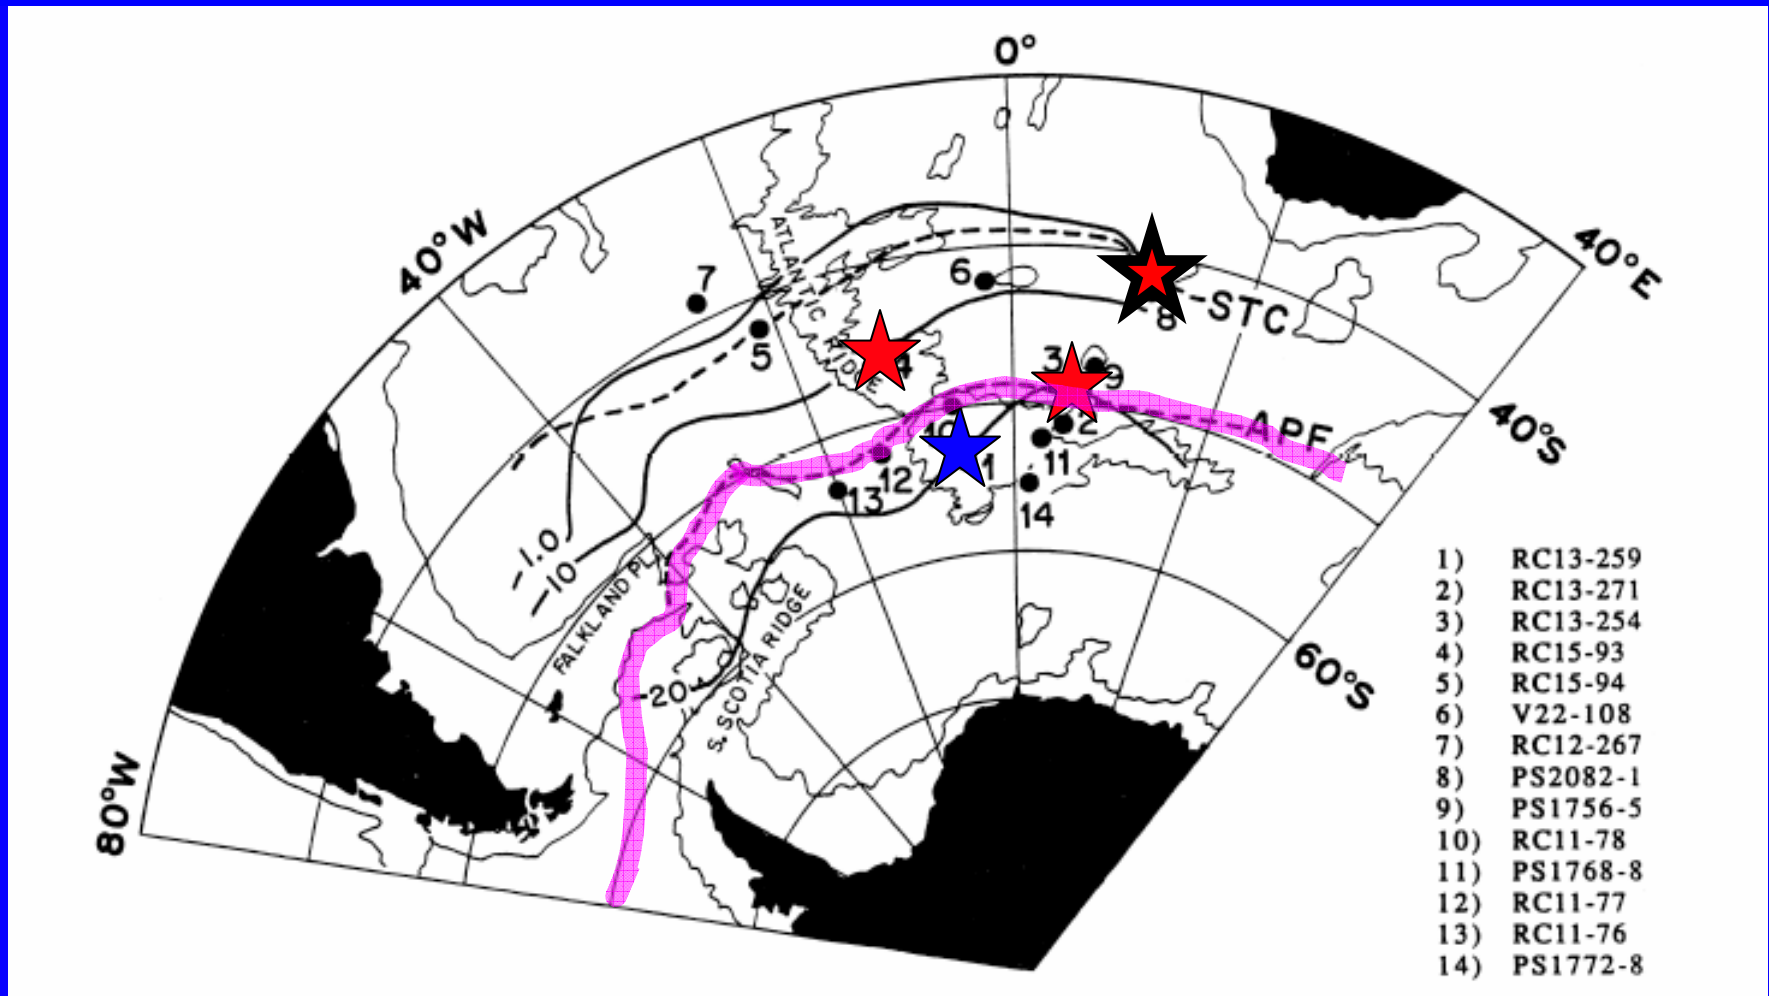 0°
40°W
40°E
ATLANTIC RIDGE
7
6
5
-STC
8
4
3
9
APF
40°S
10
2
1
11
12
13
14
-1.0
-10
FALKLAND PL.
-20
S. SCOTIA RIDGE
60°S
80°W
1) RC13-259
2) RC13-271
3) RC13-254
4) RC15-93
5) RC15-94
6) V22-108
7) RC12-267
8) PS2082-1
9) PS1756-5
10) RC11-78
11) PS1768-8
12) RC11-77
13) RC11-76
14) PS1772-8